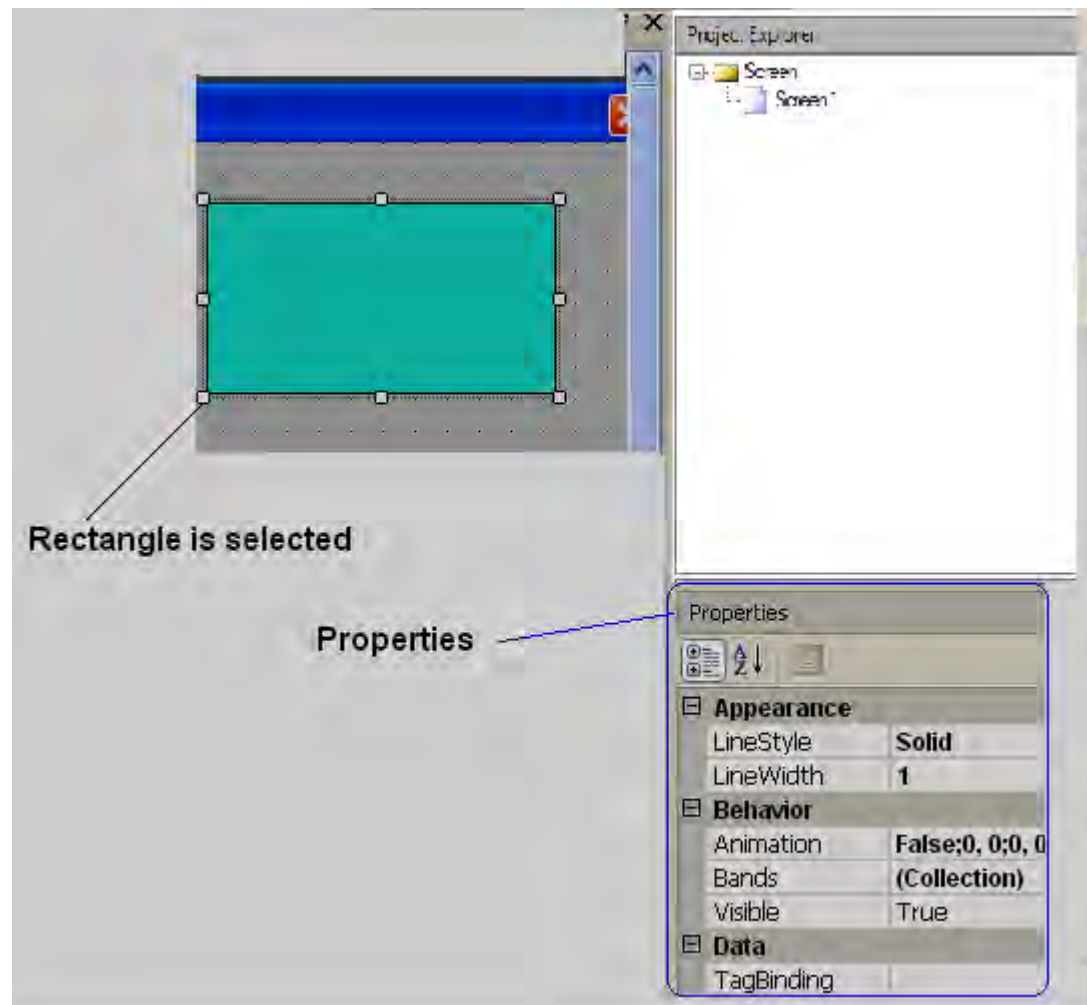 Project Explorer
Screen
Screen1
Rectangle is selected
Properties
Properties
Appearance
LineStyle Solid
LineWidth 1
Behavior
Animation False;0, 0;0, 0
Bands (Collection)
Visible True
Data
TagBinding